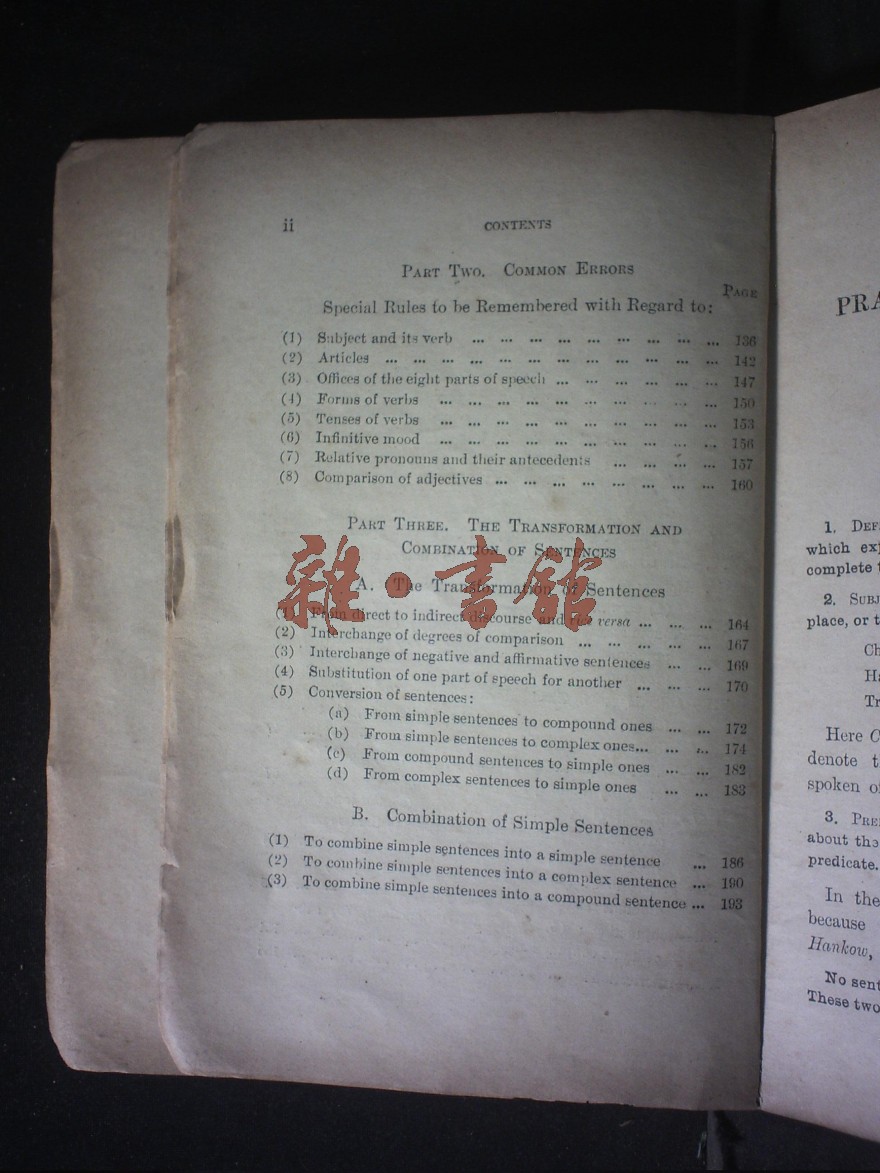 ii CONTENTS
PART TWO. COMMON ERRORS
PAGE
Special Rules to be Remembered with Regard to:
(1) Subject and its verb ... ... ... ... ... ... ... ... ... 136
(2) Articles ... ... ... ... ... ... ... ... ... ... ... ... 142
(3) Offices of the eight parts of speech ... ... ... ... ... ... 147
(4) Forms of verbs ... ... ... ... ... ... ... ... ... ... 150
(5) Tenses of verbs ... ... ... ... ... ... ... ... ... ... 153
(6) Infinitive mood ... ... ... ... ... ... ... ... ... ... 156
(7) Relative pronouns and their antecedents ... ... ... ... 157
(8) Comparison of adjectives ... ... ... ... ... ... ... ... 160
PART THREE. THE TRANSFORMATION AND
COMBINATION OF SENTENCES
雜·書館
A. The Transformation of Sentences
(1) From direct to indirect discourse and vice versa ... ... ... 164
(2) Interchange of degrees of comparison ... ... ... ... ... 167
(3) Interchange of negative and affirmative sentences ... ... 169
(4) Substitution of one part of speech for another ... ... ... 170
(5) Conversion of sentences:
(a) From simple sentences to compound ones ... ... 172
(b) From simple sentences to complex ones... ... ... 174
(c) From compound sentences to simple ones ... ... 182
(d) From complex sentences to simple ones ... ... 183
B. Combination of Simple Sentences
(1) To combine simple sentences into a simple sentence ... 186
(2) To combine simple sentences into a complex sentence ... 190
(3) To combine simple sentences into a compound sentence ... 193
PRA
1. DEF
which ex
complete
2. SUBJ
place, or t
Ch
Ha
Tr
Here C
denote t
spoken o
3. PRE
about the
predicate.
In the
because
Hankow,
No sent
These two